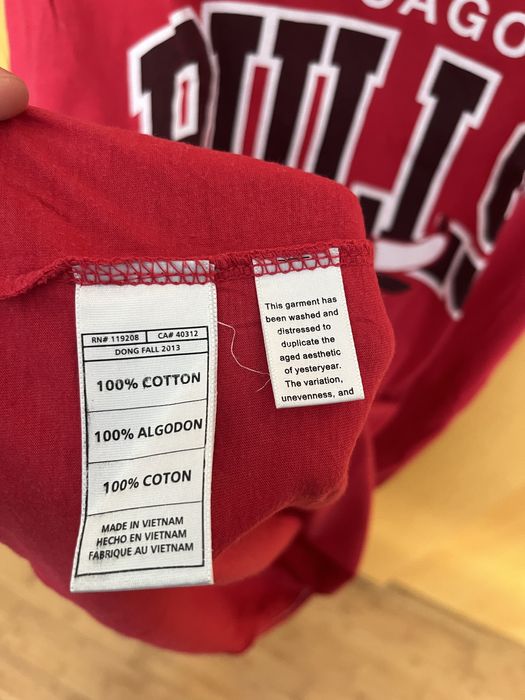 CAGO
BULLS
RN# 119208 CA# 40312
DONG FALL 2013
100% COTTON
100% ALGODON
100% COTON
MADE IN VIETNAM
HECHO EN VIETNAM
FABRIQUE AU VIETNAM
This garment has
been washed and
distressed to
duplicate the
aged aesthetic
of yesteryear.
The variation,
unevenness, and